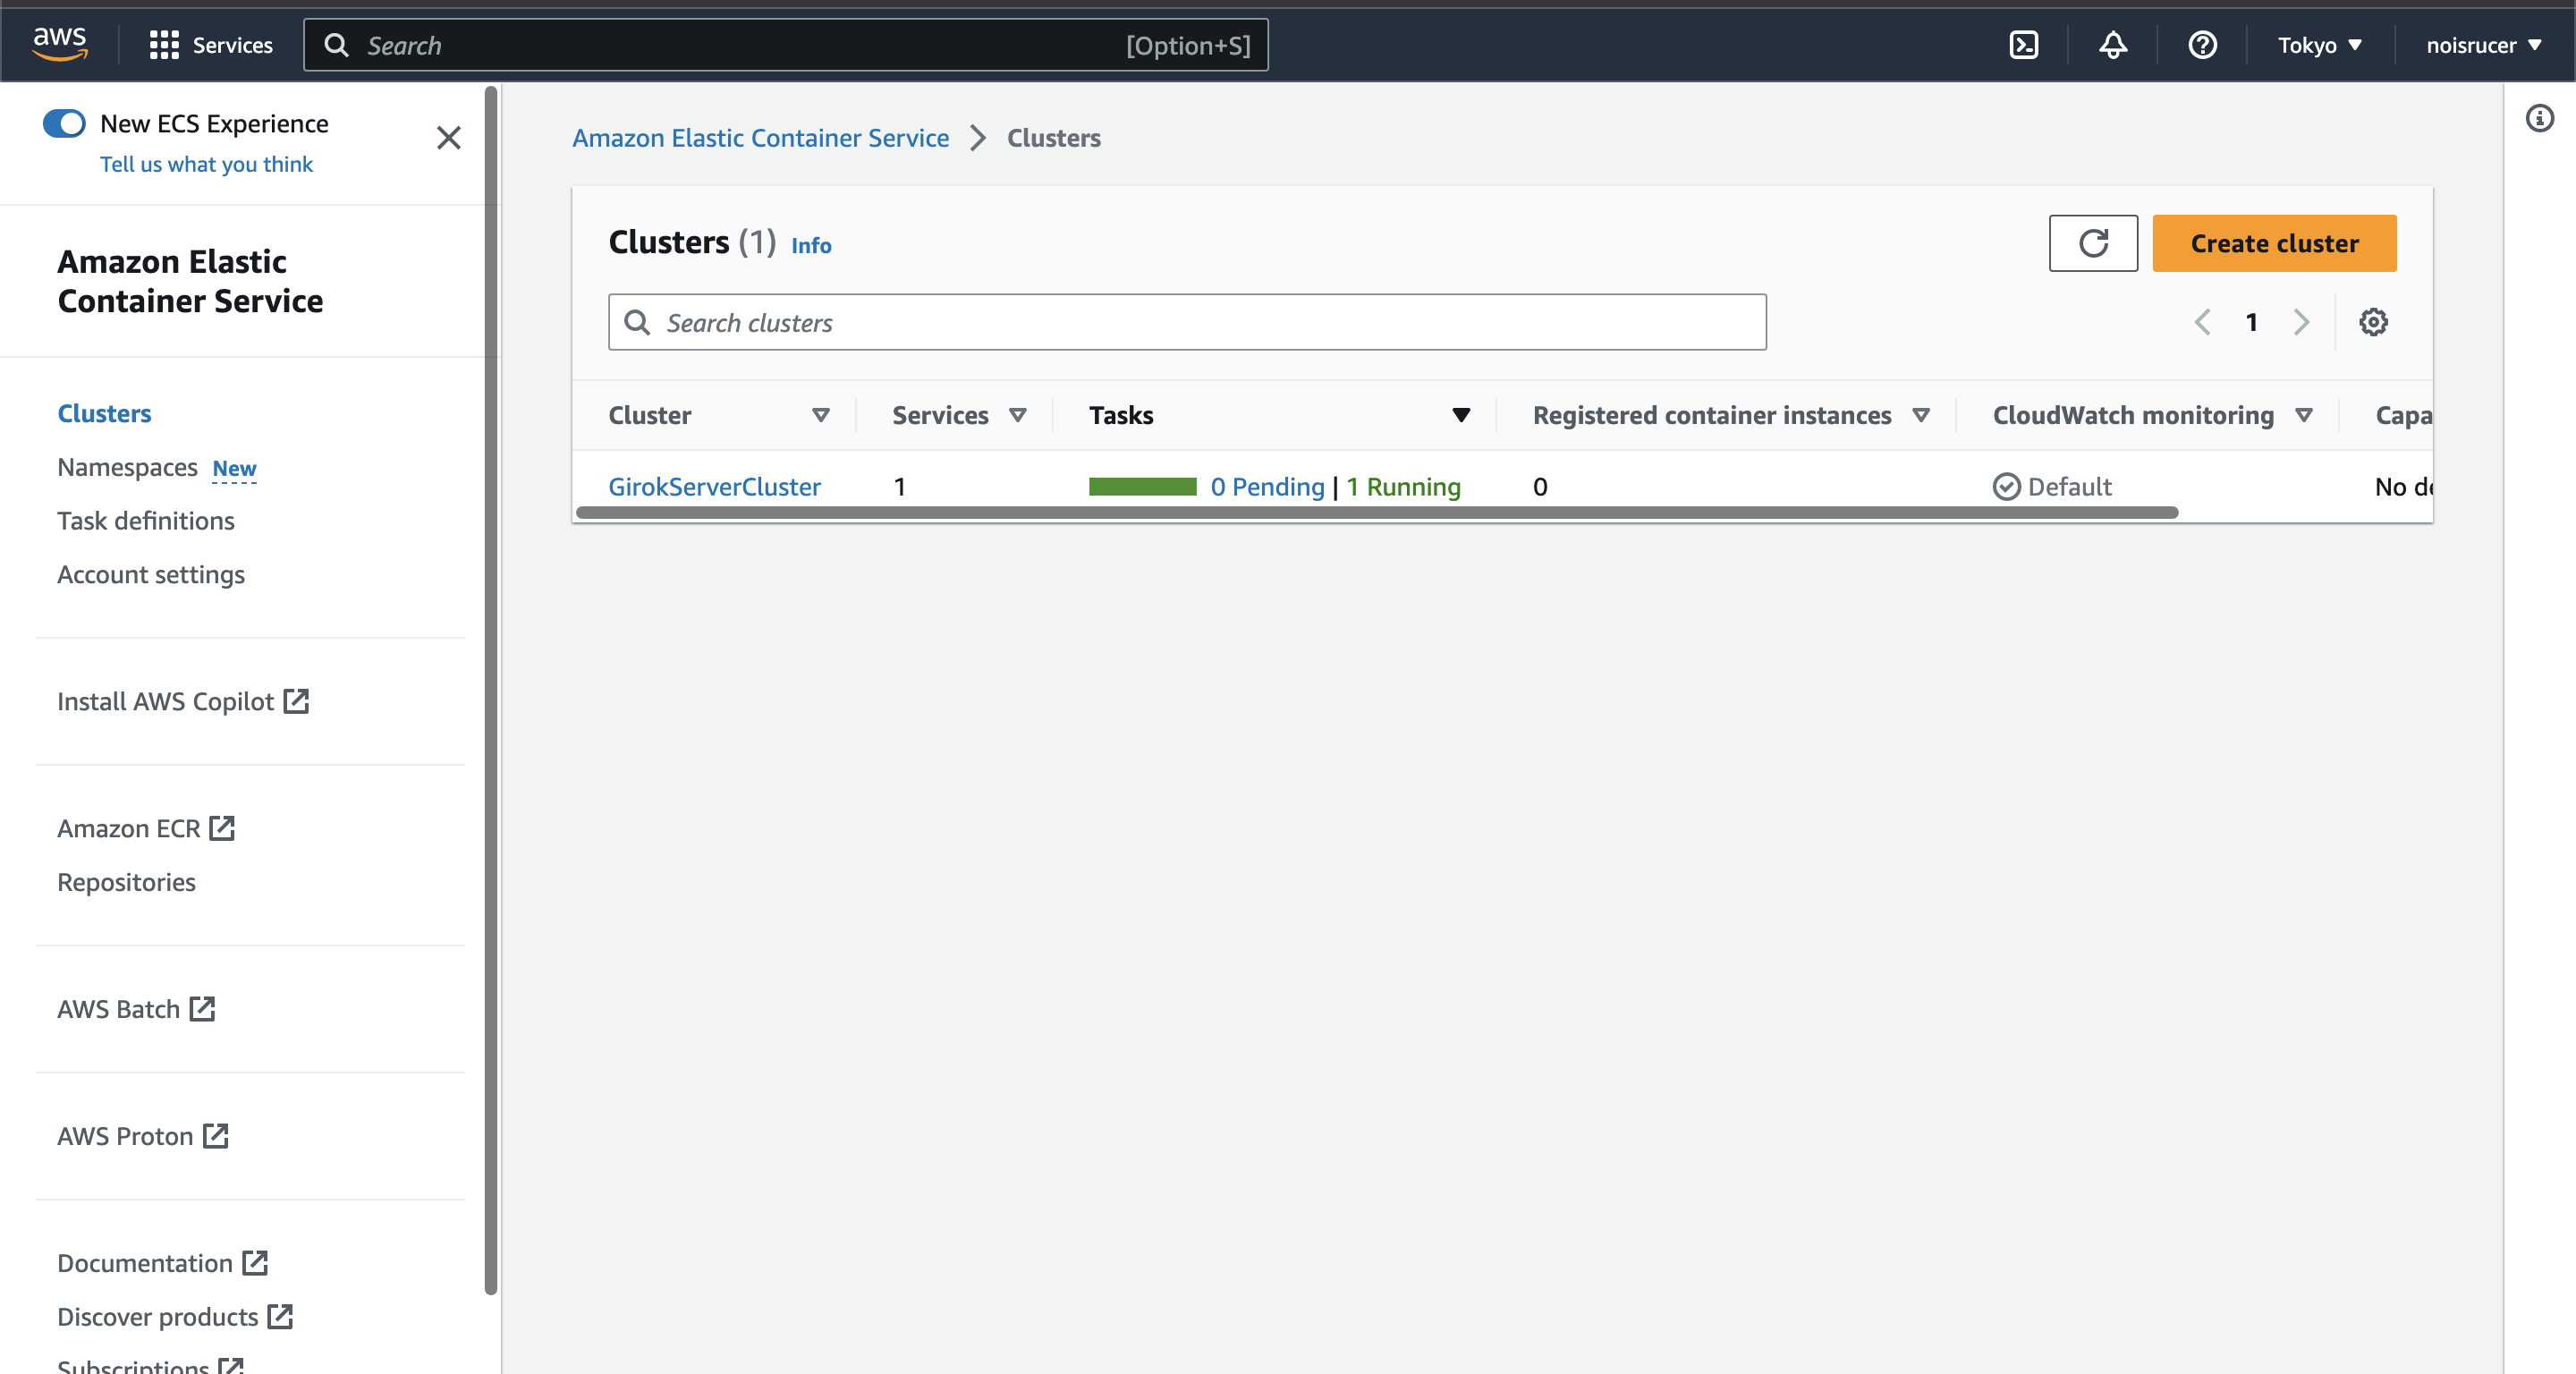 aws
Services
Search
[Option+S]
Tokyo
noisrucer
New ECS Experience
Tell us what you think
Amazon Elastic
Container Service
Clusters
Namespaces New
Task definitions
Account settings
Install AWS Copilot
Amazon ECR
Repositories
AWS Batch
AWS Proton
Documentation
Discover products
Subscriptions
Amazon Elastic Container Service
Clusters
Clusters (1) Info
Create cluster
Search clusters
1
Cluster
Services
Tasks
Registered container instances
CloudWatch monitoring
Capa
GirokServerCluster
1
0 Pending | 1 Running
0
Default
No de